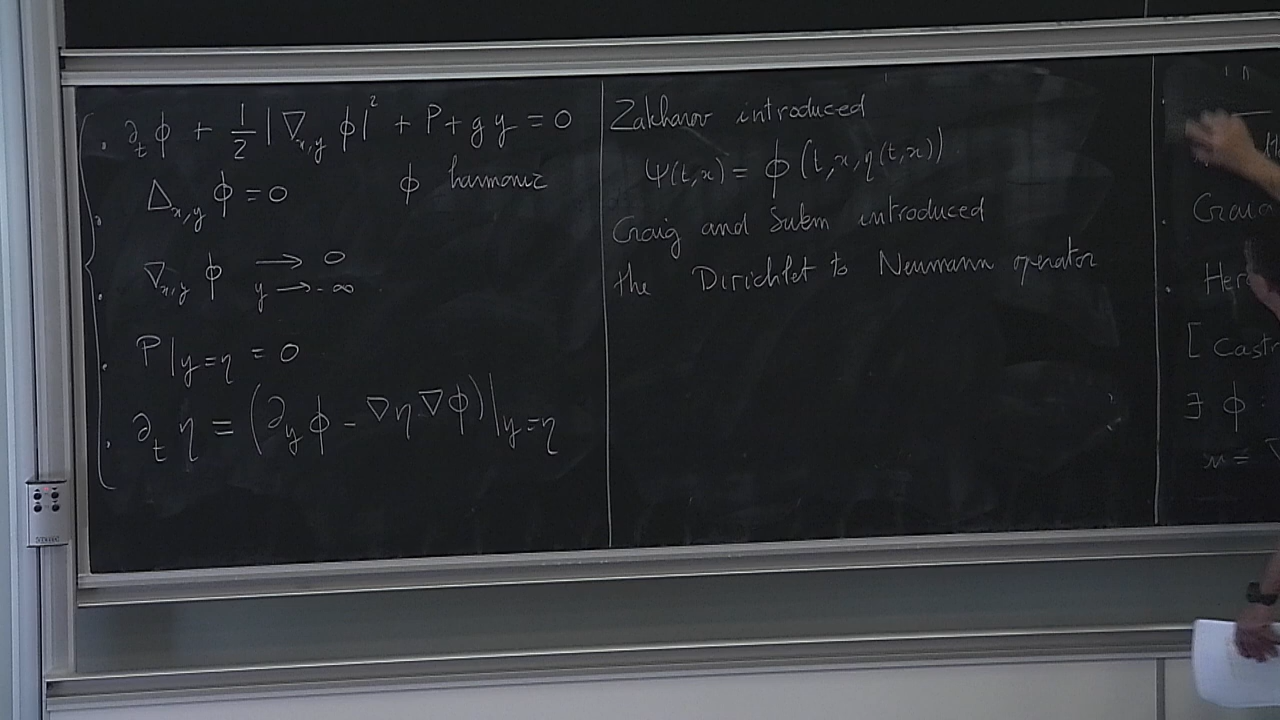 ∂_t ϕ + 1/2 |∇_{x,y} ϕ|² + P + g y = 0
Δ_{x,y} ϕ = 0 ϕ harmonic
∇_{x,y} ϕ → 0
y → -∞
P|_{y=η} = 0
∂_t η = (∂_y ϕ - ∇η ∇ϕ)|_{y=η}
Zakharov introduced
ψ(t,x) = ϕ(t,x,η(t,x)).
Craig and Sulem introduced
the Dirichlet to Neumann operator
∃ ϕ :
u = ∇